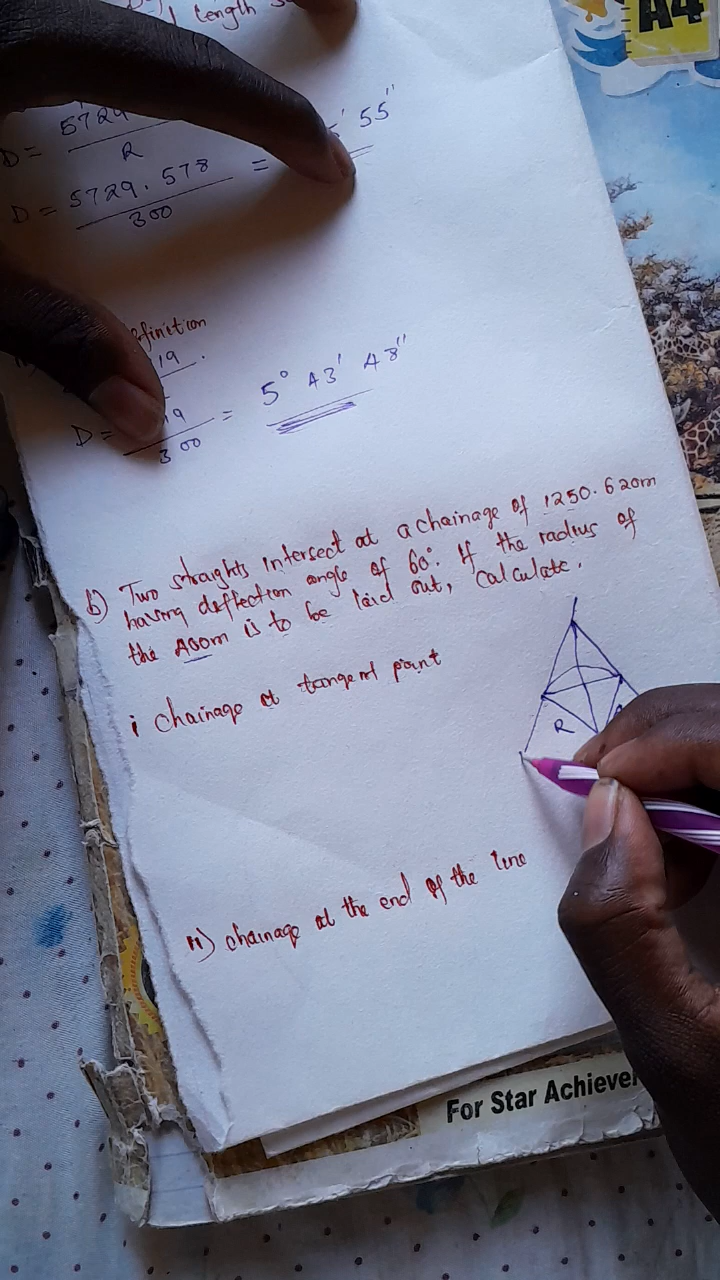 length
A4
D = 5729
R
55"
D = 5729.578 =
300
finition
19
D = 19 = 5° 43' 48"
300
b) Two straights intersect at a chainage of 1250.620m
having deflection angle of 60°. If the radius of
the 400m is to be laid out, calculate.
i chainage at tangent point
R
ii) chainage at the end of the line
For Star Achiever